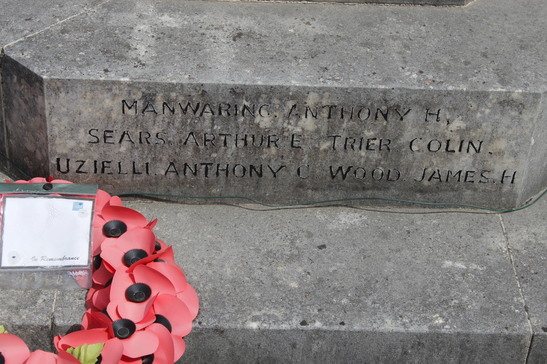 MANWARING. ANTHONY H.
SEARS. ARTHUR E. TRIER COLIN.
UZIELLI. ANTHONY C. WOOD. JAMES. H
In Remembrance